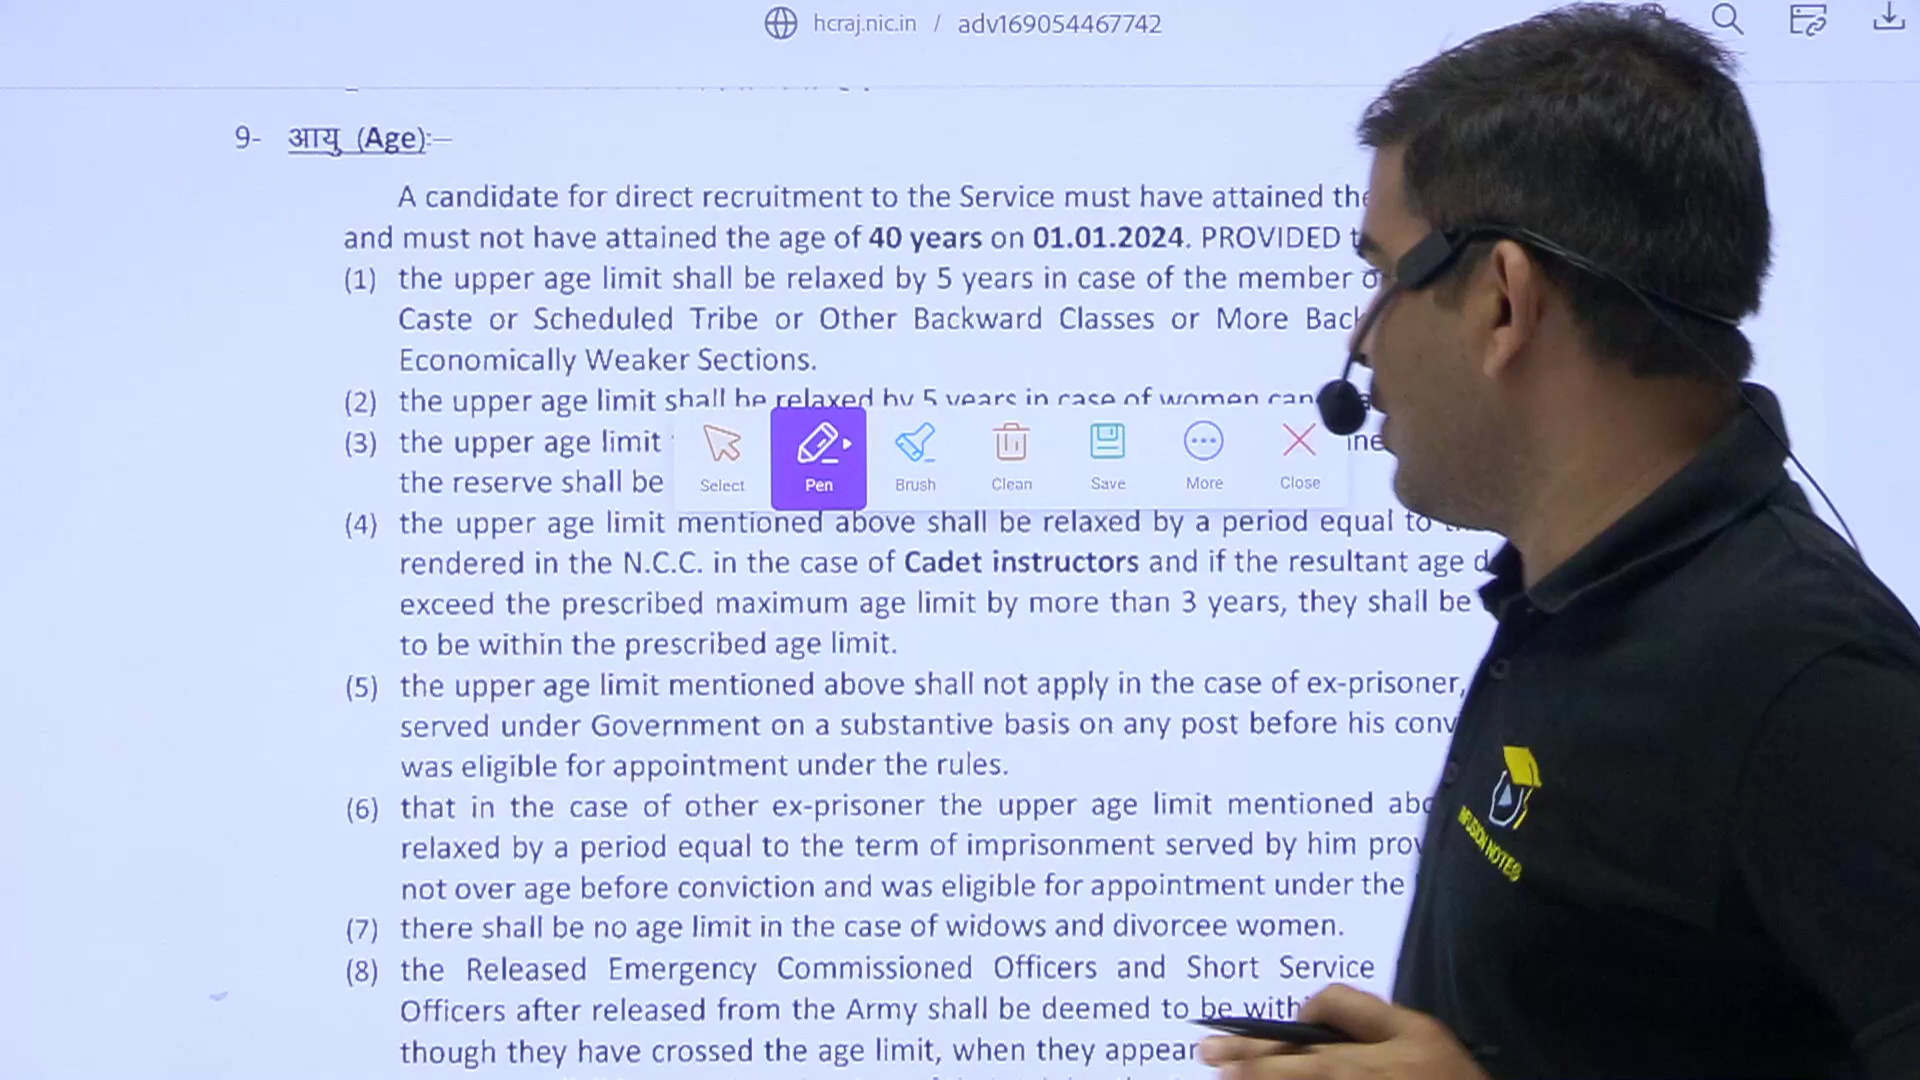 hcraj.nic.in / adv169054467742
9- आयु (Age):–
A candidate for direct recruitment to the Service must have attained the
and must not have attained the age of 40 years on 01.01.2024. PROVIDED
(1) the upper age limit shall be relaxed by 5 years in case of the member
Caste or Scheduled Tribe or Other Backward Classes or More
Economically Weaker Sections.
(2) the upper age limit shall be relaxed by 5 years in case of women
(3) the upper age limit
the reserve shall be
Select
Pen
Brush
Clean
Save
More
Close
(4) the upper age limit mentioned above shall be relaxed by a period equal to
rendered in the N.C.C. in the case of Cadet instructors and if the resultant age
exceed the prescribed maximum age limit by more than 3 years, they shall be
to be within the prescribed age limit.
(5) the upper age limit mentioned above shall not apply in the case of ex-prisoner,
served under Government on a substantive basis on any post before his
was eligible for appointment under the rules.
(6) that in the case of other ex-prisoner the upper age limit mentioned
relaxed by a period equal to the term of imprisonment served by him
not over age before conviction and was eligible for appointment under the
(7) there shall be no age limit in the case of widows and divorcee women.
(8) the Released Emergency Commissioned Officers and Short Service
Officers after released from the Army shall be deemed to be
though they have crossed the age limit, when they appear
INFUSION NOTES